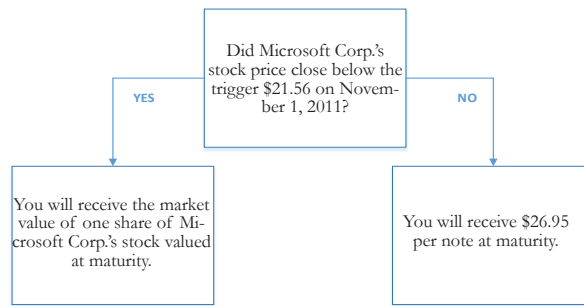 Did Microsoft Corp.'s
stock price close below the
trigger $21.56 on Novem-
ber 1, 2011?
YES
NO
You will receive the market
value of one share of Mi-
crosoft Corp.'s stock valued
at maturity.
You will receive $26.95
per note at maturity.